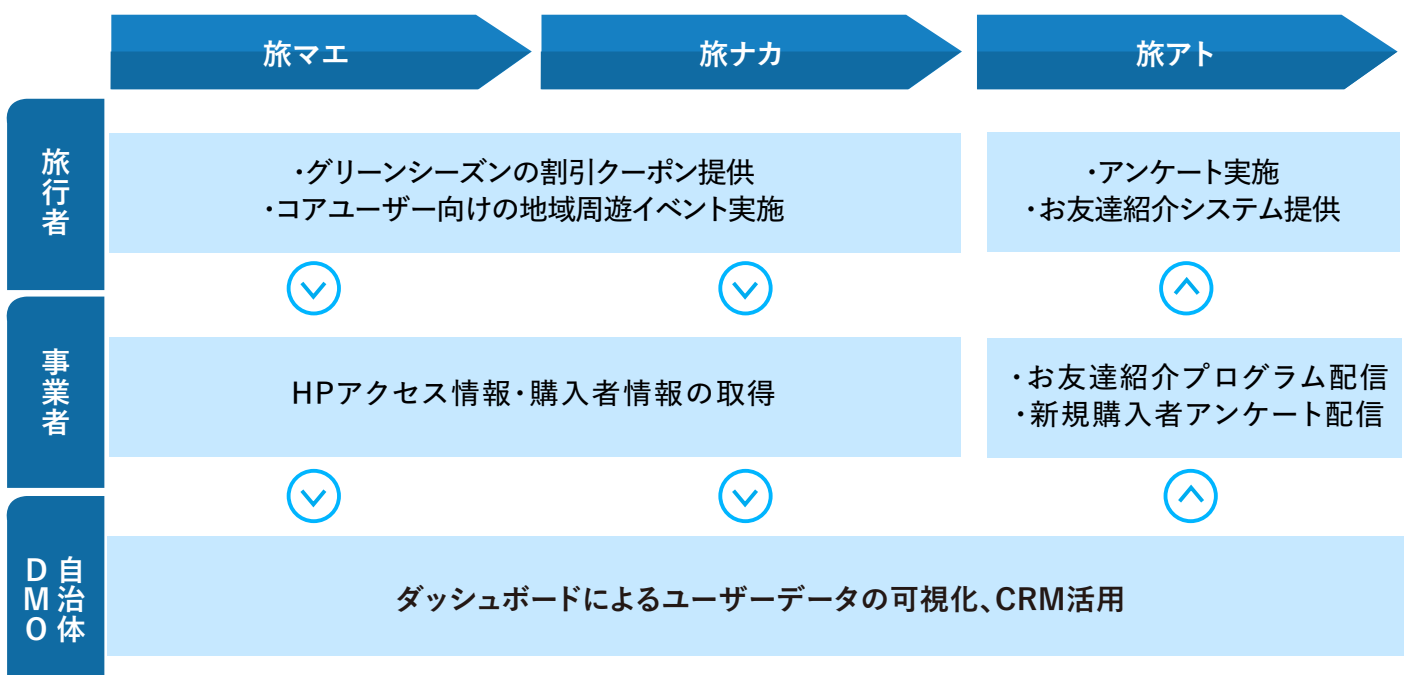 旅マエ
旅ナカ
旅アト
旅行者
・グリーンシーズンの割引クーポン提供
・コアユーザー向けの地域周遊イベント実施
・アンケート実施
・お友達紹介システム提供
事業者
HPアクセス情報・購入者情報の取得
・お友達紹介プログラム配信
・新規購入者アンケート配信
自治体
DMO
ダッシュボードによるユーザーデータの可視化、CRM活用